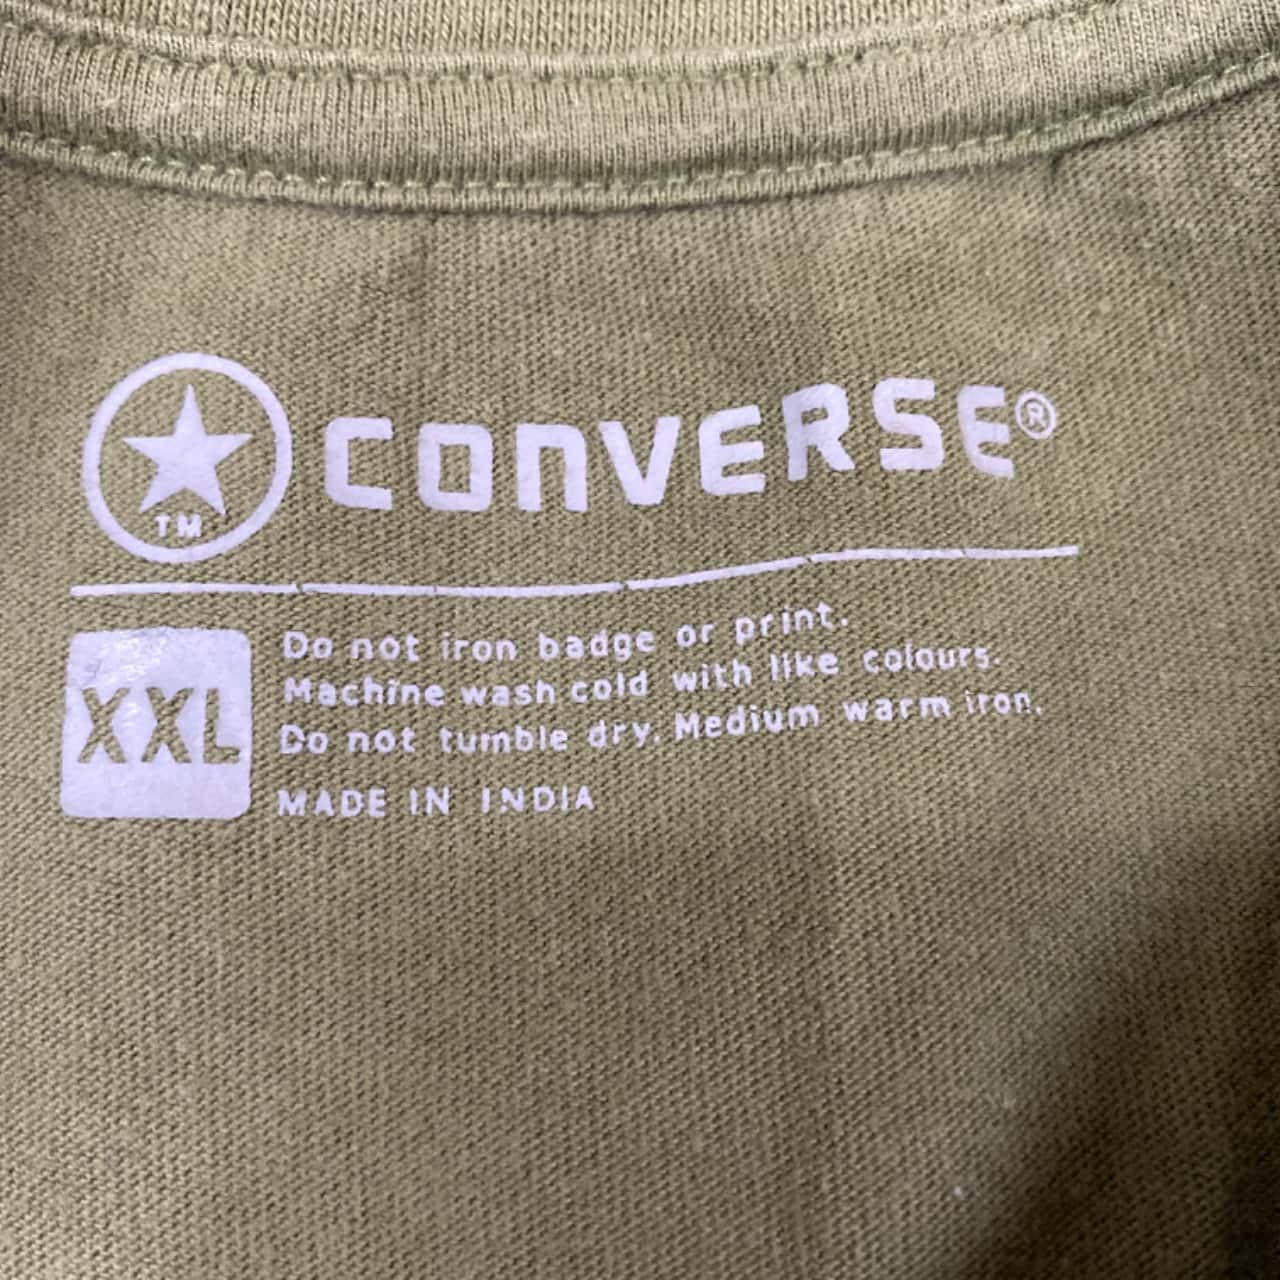 TM
CONVERSE®
XXL
Do not iron badge or print.
Machine wash cold with like colours.
Do not tumble dry. Medium warm iron.
MADE IN INDIA